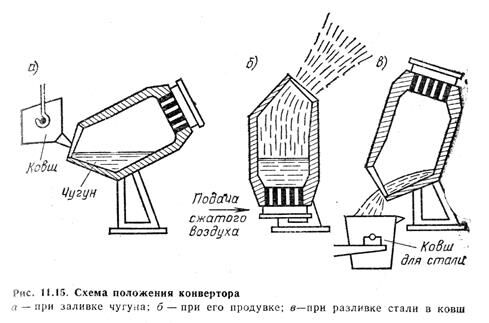 а)
Ковш
Чугун
б)
Подача
сжатого
воздуха
в)
Ковш
для стали
Рис. 11.15. Схема положения конвертора
а — при заливке чугуна; б — при его продувке; в—при разливке стали в ковш